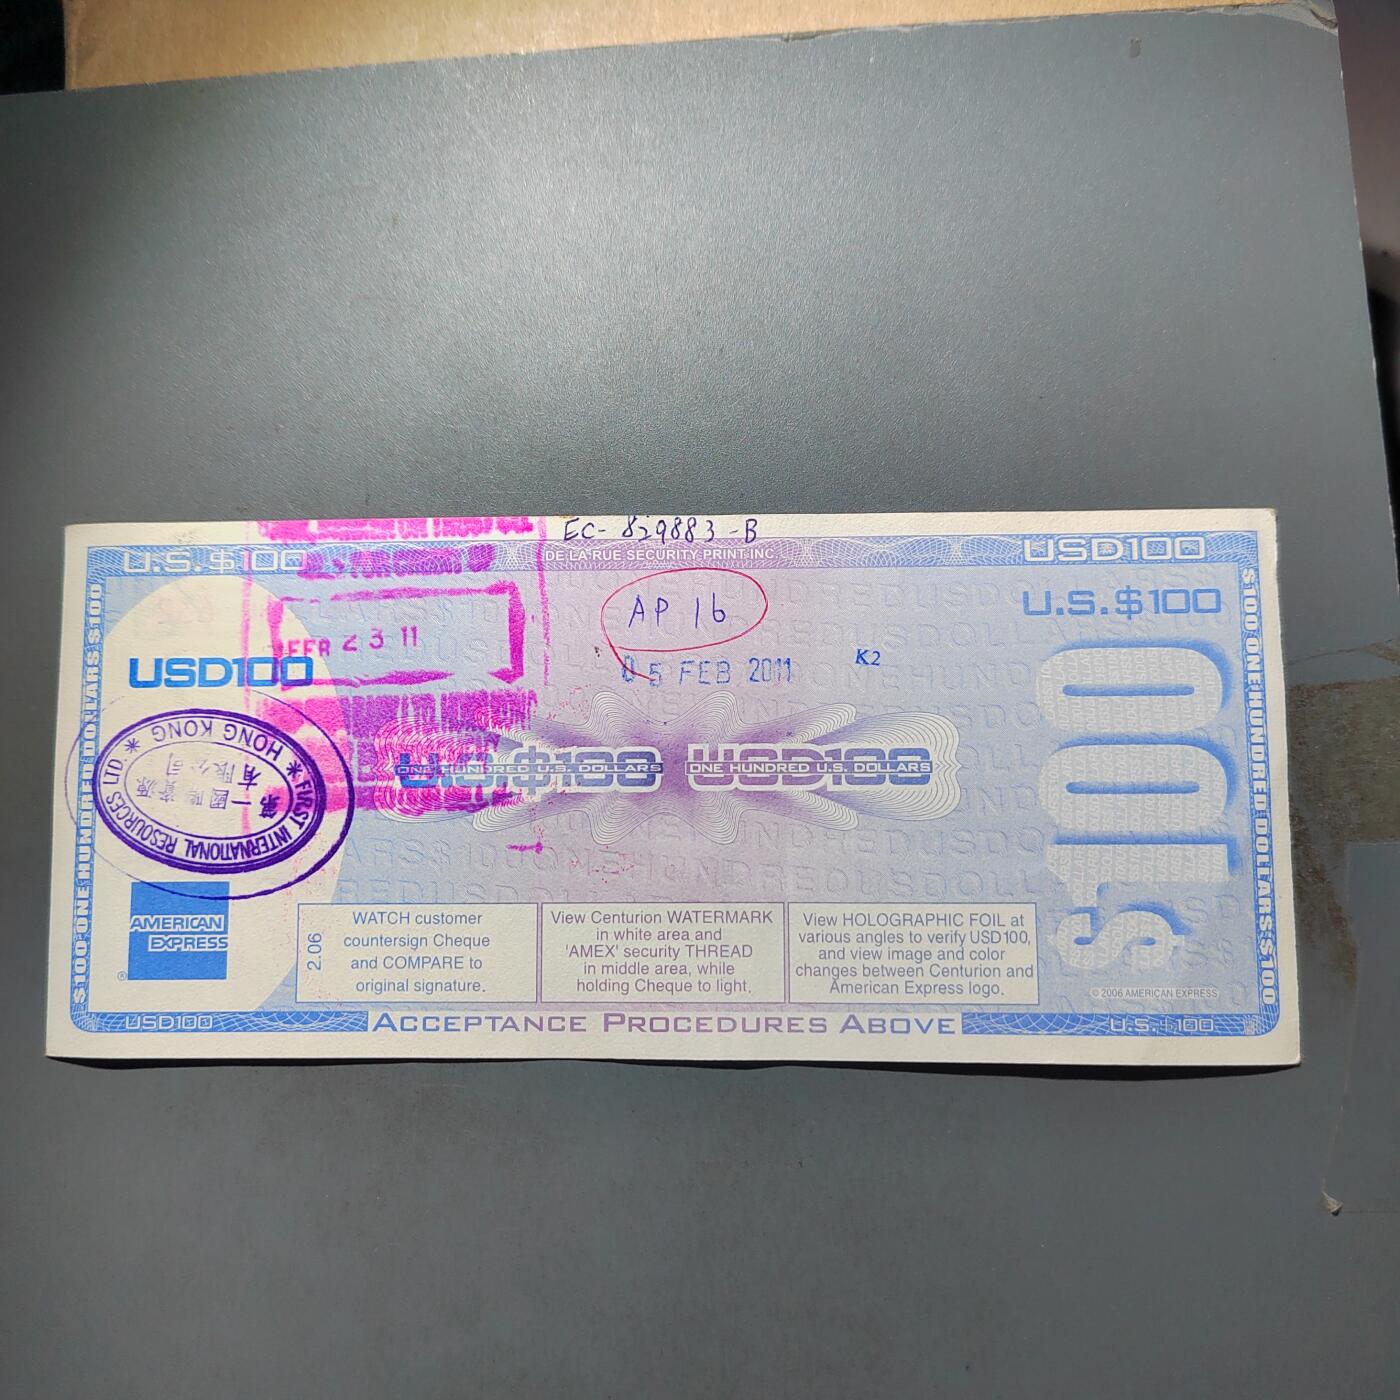 EC- 829883 -B
U.S. $100
DE LA RUE SECURITY PRINT INC.
USD100
AP 16
U.S. $100
FEB 23 11
USD100
05 FEB 2011
K2
$100 ONE HUNDRED DOLLARS $100
$100 ONE HUNDRED DOLLARS $100
$100
FIRST INTERNATIONAL RESOURCES LTD.
* HONG KONG *
第一國際資源
有限公司
U.S. $100
ONE HUNDRED U.S. DOLLARS
USD100
ONE HUNDRED U.S. DOLLARS
AMERICAN
EXPRESS
®
2.06
WATCH customer
countersign Cheque
and COMPARE to
original signature.
View Centurion WATERMARK
in white area and
'AMEX' security THREAD
in middle area, while
holding Cheque to light.
View HOLOGRAPHIC FOIL at
various angles to verify USD100,
and view image and color
changes between Centurion and
American Express logo.
© 2006 AMERICAN EXPRESS
USD100
ACCEPTANCE PROCEDURES ABOVE
U.S. $100